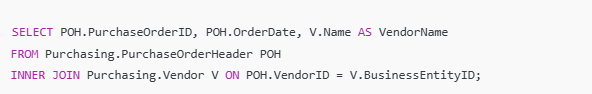 SELECT POH.PurchaseOrderID, POH.OrderDate, V.Name AS VendorName
FROM Purchasing.PurchaseOrderHeader POH
INNER JOIN Purchasing.Vendor V ON POH.VendorID = V.BusinessEntityID;